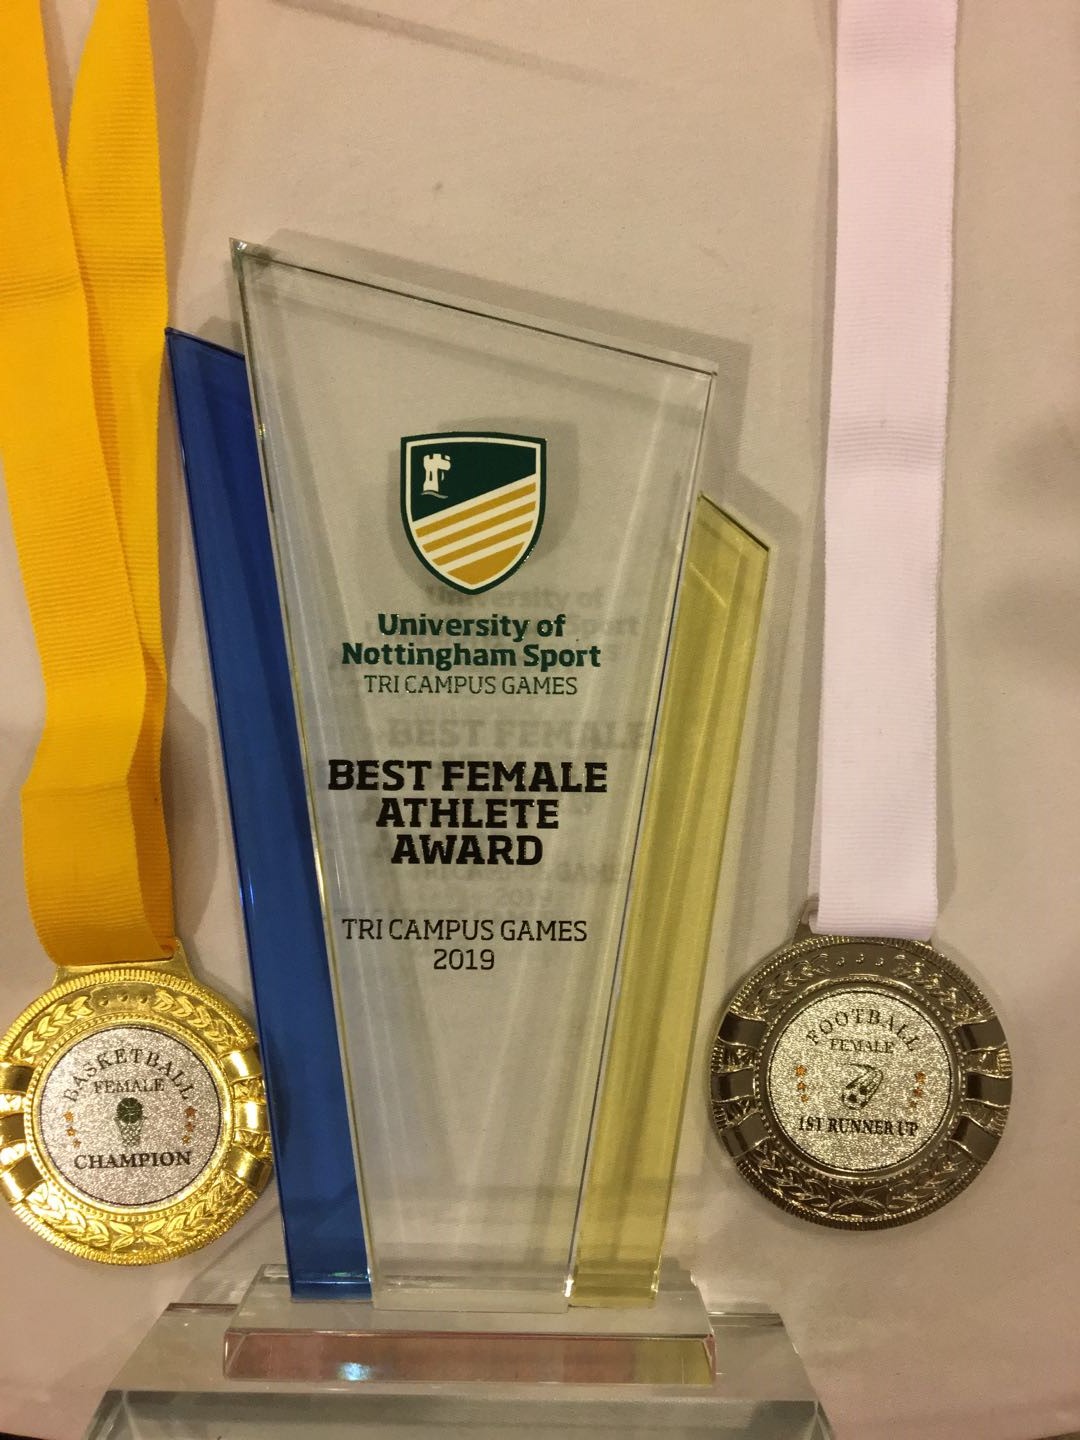 University of
Nottingham Sport
TRI CAMPUS GAMES
BEST FEMALE
ATHLETE
AWARD
TRI CAMPUS GAMES
2019
BASKETBALL
FEMALE
CHAMPION
FOOTBALL
FEMALE
1ST RUNNER UP